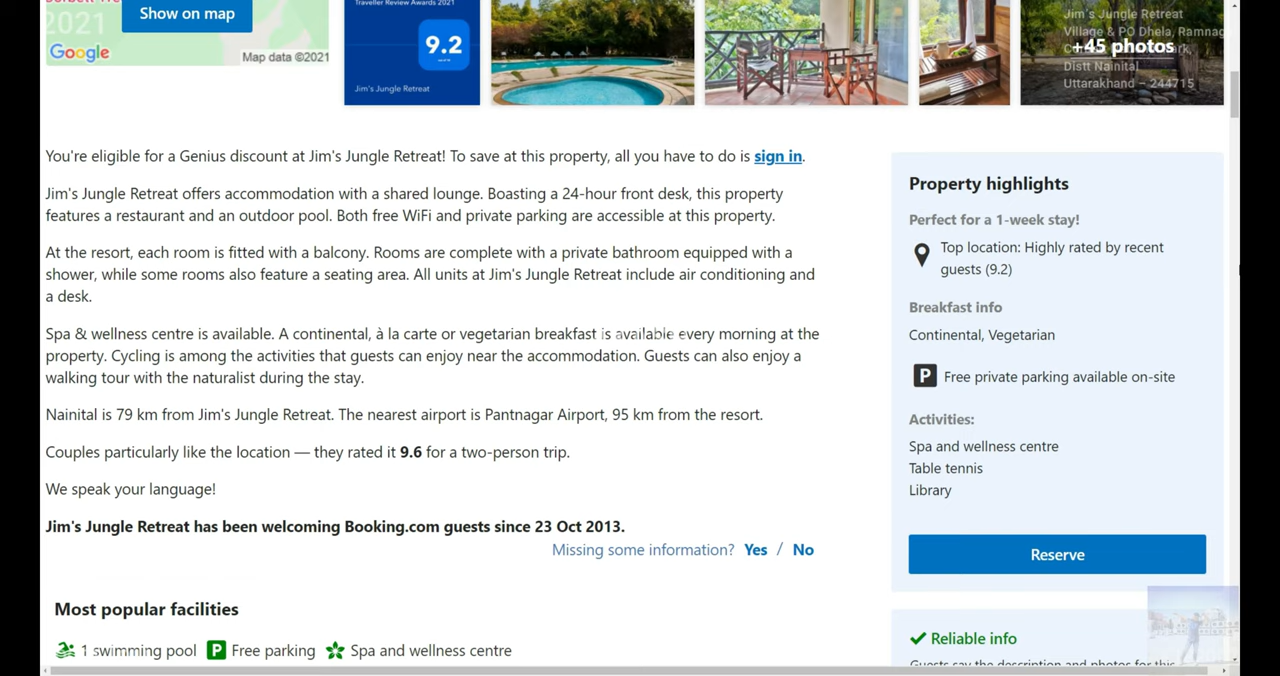 2021
Show on map
Google
Map data ©2021
Traveller Review Awards 2021
9.2
Jim's Jungle Retreat
Jim's Jungle Retreat
Village & PO Dhela, Ramnag
+45 photos
Distt Nainital
Uttarakhand – 244715
You're eligible for a Genius discount at Jim's Jungle Retreat! To save at this property, all you have to do is sign in.
Jim's Jungle Retreat offers accommodation with a shared lounge. Boasting a 24-hour front desk, this property
features a restaurant and an outdoor pool. Both free WiFi and private parking are accessible at this property.
At the resort, each room is fitted with a balcony. Rooms are complete with a private bathroom equipped with a
shower, while some rooms also feature a seating area. All units at Jim's Jungle Retreat include air conditioning and
a desk.
Spa & wellness centre is available. A continental, à la carte or vegetarian breakfast is available every morning at the
property. Cycling is among the activities that guests can enjoy near the accommodation. Guests can also enjoy a
walking tour with the naturalist during the stay.
Nainital is 79 km from Jim's Jungle Retreat. The nearest airport is Pantnagar Airport, 95 km from the resort.
Couples particularly like the location — they rated it 9.6 for a two-person trip.
We speak your language!
Jim's Jungle Retreat has been welcoming Booking.com guests since 23 Oct 2013.
Missing some information? Yes / No
Most popular facilities
1 swimming pool
P Free parking
Spa and wellness centre
Property highlights
Perfect for a 1-week stay!
Top location: Highly rated by recent
guests (9.2)
Breakfast info
Continental, Vegetarian
P Free private parking available on-site
Activities:
Spa and wellness centre
Table tennis
Library
Reserve
Reliable info
Guests say the description and photos for this